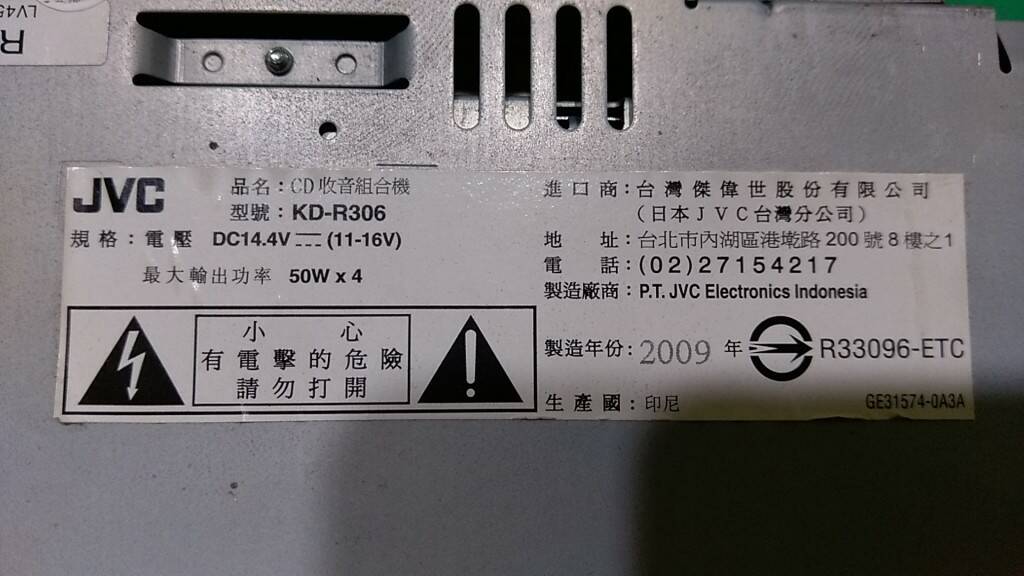 R
LV45
JVC
品名：CD收音組合機
型號：KD-R306
規格：電壓 DC14.4V (11-16V)
最大輸出功率 50W x 4
小心
有電擊的危險
請勿打開
進口商：台灣傑偉世股份有限公司
（日本JVC台灣分公司）
地址：台北市內湖區港墘路200號8樓之1
電話：(02)27154217
製造廠商：P.T. JVC Electronics Indonesia
製造年份：2009 年 R33096-ETC
生產國：印尼 GE31574-0A3A